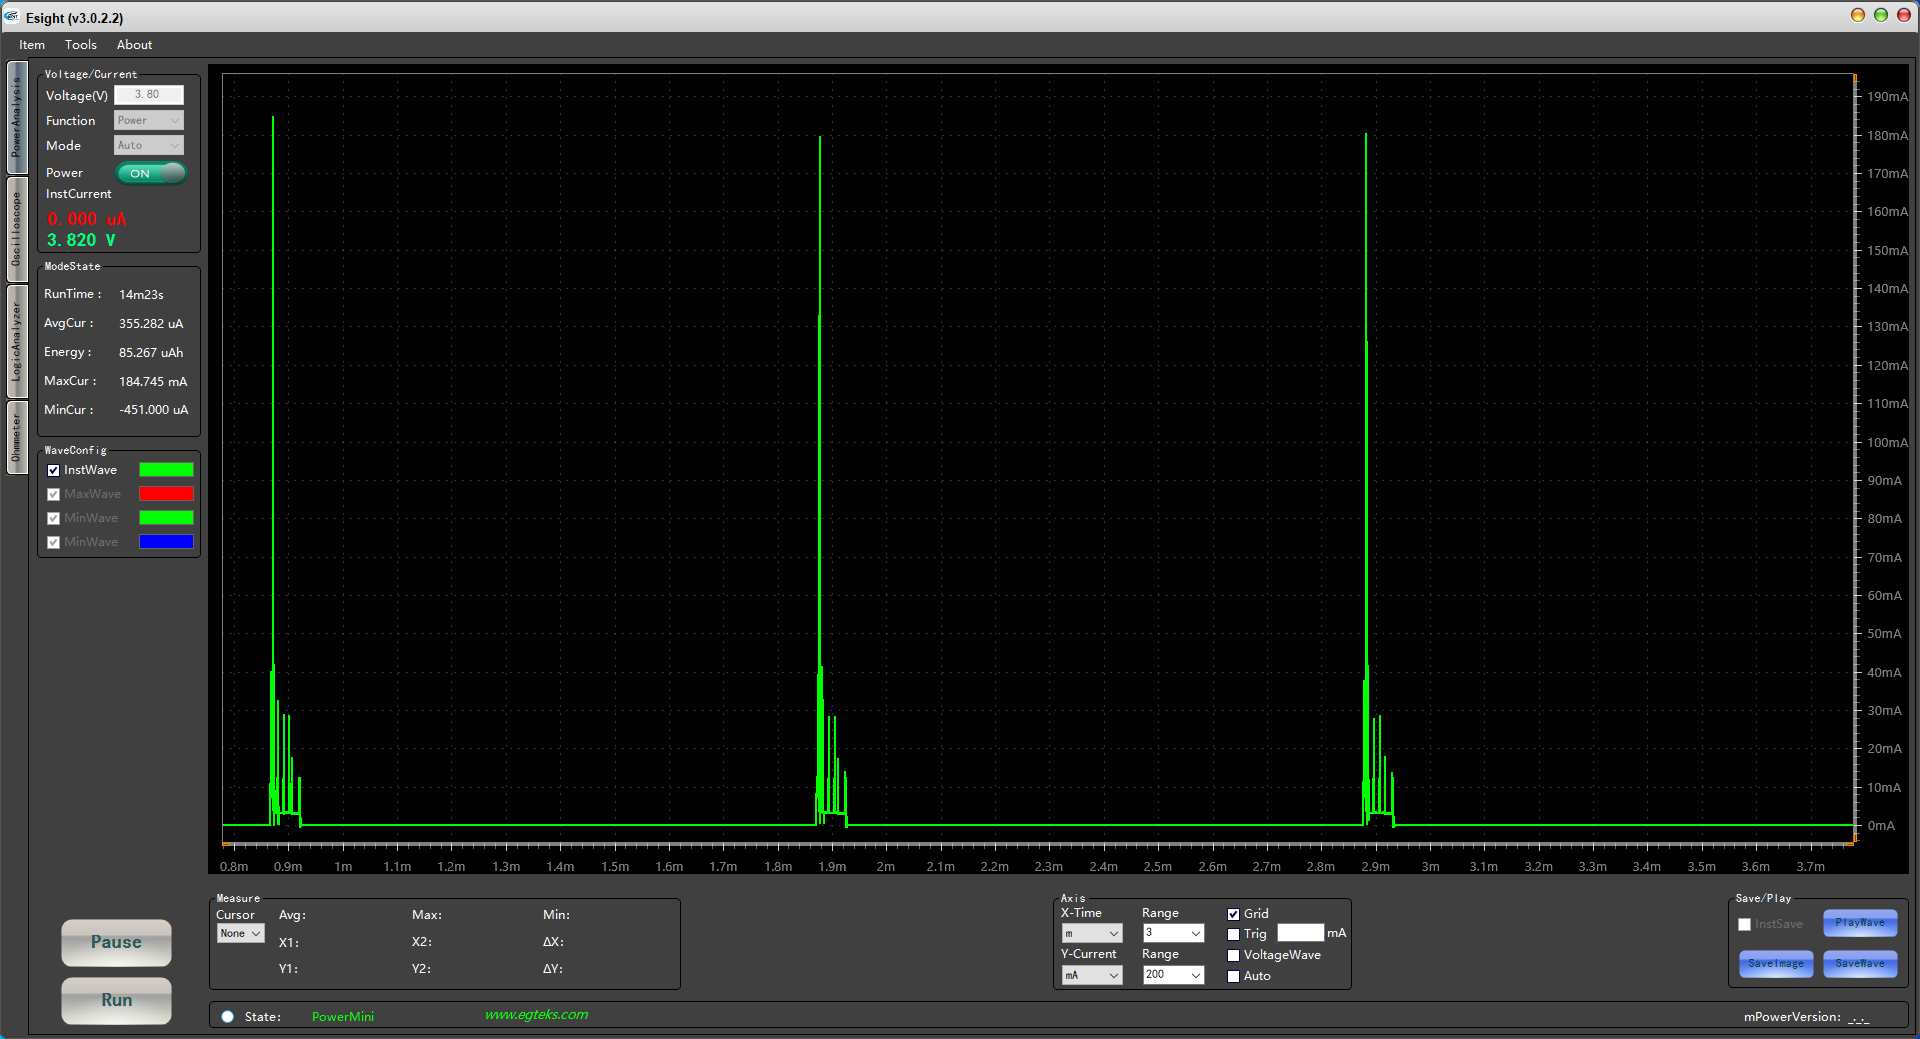 Esight (v3.0.2.2)
Item Tools About
PowerAnalysis
Oscilloscope
LogicAnalyzer
Ohmmeter
Voltage/Current
Voltage(V) 3.80
Function Power
Mode Auto
Power ON
InstCurrent
0.000 uA
3.820 V
ModeState
RunTime : 14m23s
AvgCur : 355.282 uA
Energy : 85.267 uAh
MaxCur : 184.745 mA
MinCur : -451.000 uA
WaveConfig
InstWave
MaxWave
MinWave
MinWave
190mA
180mA
170mA
160mA
150mA
140mA
130mA
120mA
110mA
100mA
90mA
80mA
70mA
60mA
50mA
40mA
30mA
20mA
10mA
0mA
0.8m 0.9m 1m 1.1m 1.2m 1.3m 1.4m 1.5m 1.6m 1.7m 1.8m 1.9m 2m 2.1m 2.2m 2.3m 2.4m 2.5m 2.6m 2.7m 2.8m 2.9m 3m 3.1m 3.2m 3.3m 3.4m 3.5m 3.6m 3.7m
Pause
Run
Measure
Cursor Avg: Max: Min:
None
X1: X2: ΔX:
Y1: Y2: ΔY:
Axis
X-Time Range Grid
m 3 Trig mA
Y-Current Range VoltageWave
mA 200 Auto
Save/Play
InstSave PlayWave
SaveImage SaveWave
State: PowerMini www.egteks.com mPowerVersion: _._._